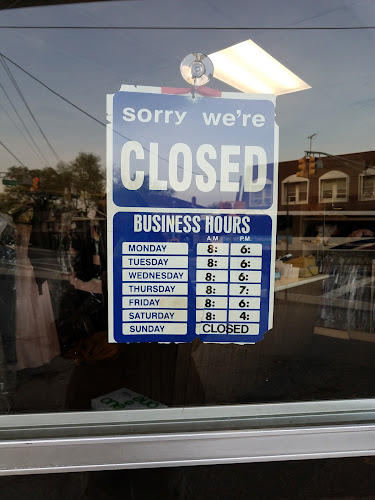 sorry we're
CLOSED
BUSINESS HOURS
A.M. P.M.
MONDAY 8: 6:
TUESDAY 8: 6:
WEDNESDAY 8: 6:
THURSDAY 8: 7:
FRIDAY 8: 6:
SATURDAY 8: 4:
SUNDAY CLOSED